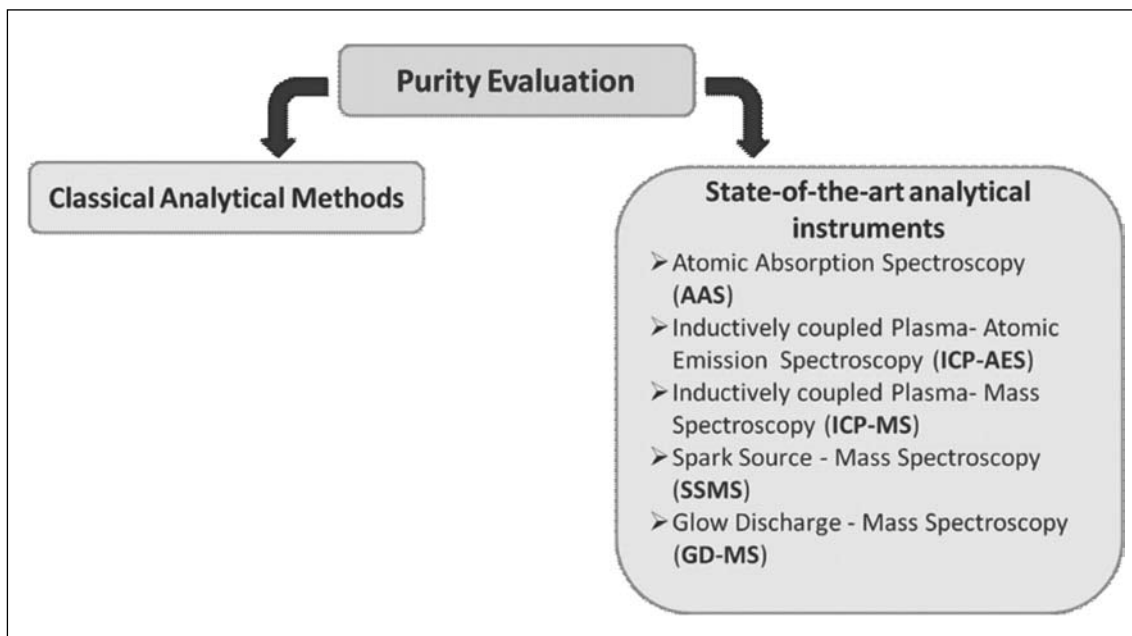 Purity Evaluation
Classical Analytical Methods
State-of-the-art analytical
instruments
➢ Atomic Absorption Spectroscopy
(AAS)
➢ Inductively coupled Plasma- Atomic
Emission Spectroscopy (ICP-AES)
➢ Inductively coupled Plasma- Mass
Spectroscopy (ICP-MS)
➢ Spark Source - Mass Spectroscopy
(SSMS)
➢ Glow Discharge - Mass Spectroscopy
(GD-MS)